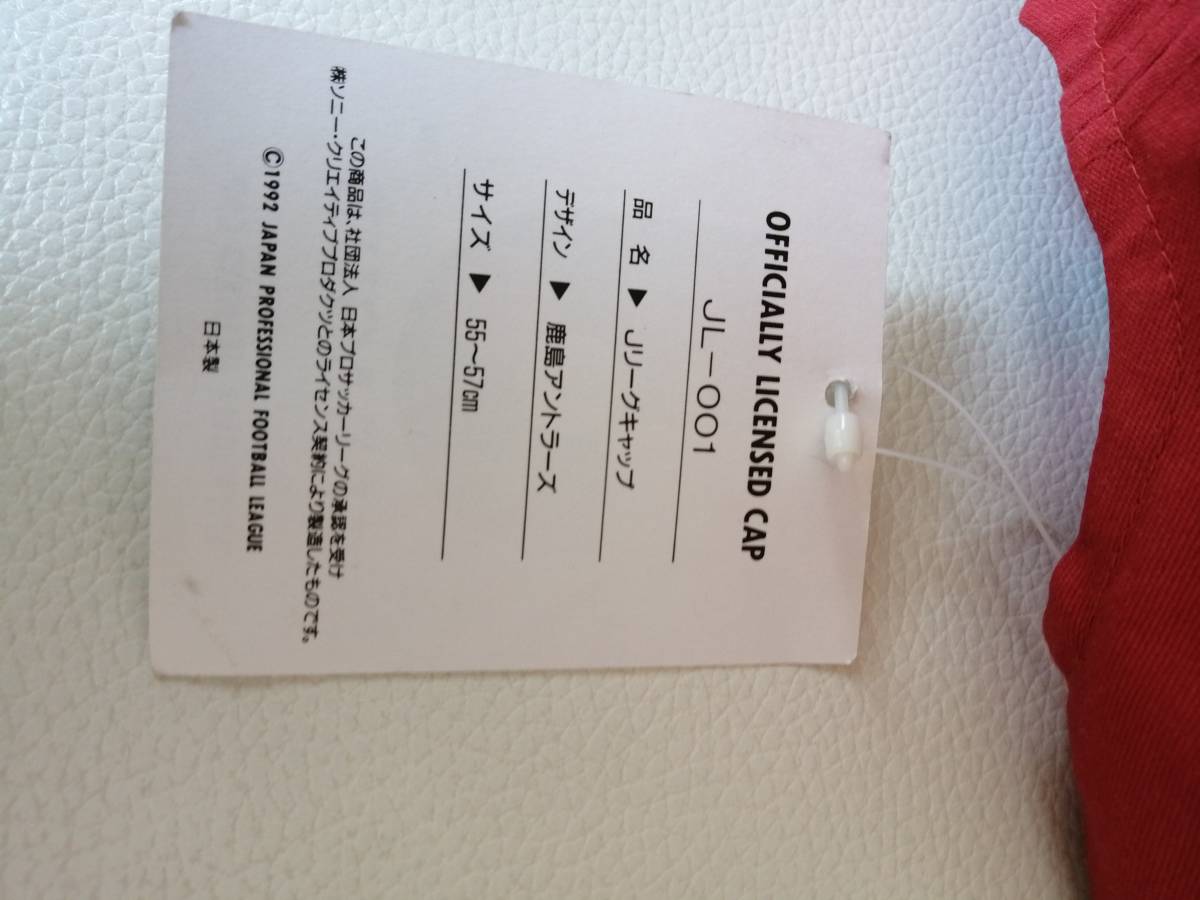 OFFICIALLY LICENSED CAP
JL－001
品 名 ▶ Jリーグキャップ
デザイン ▶ 鹿島アントラーズ
サイズ ▶ 55～57cm
この商品は、社団法人 日本プロサッカーリーグの承認を受け
㈱ソニー・クリエイティブプロダクツとのライセンス契約により製造したものです。
©1992 JAPAN PROFESSIONAL FOOTBALL LEAGUE
日本製